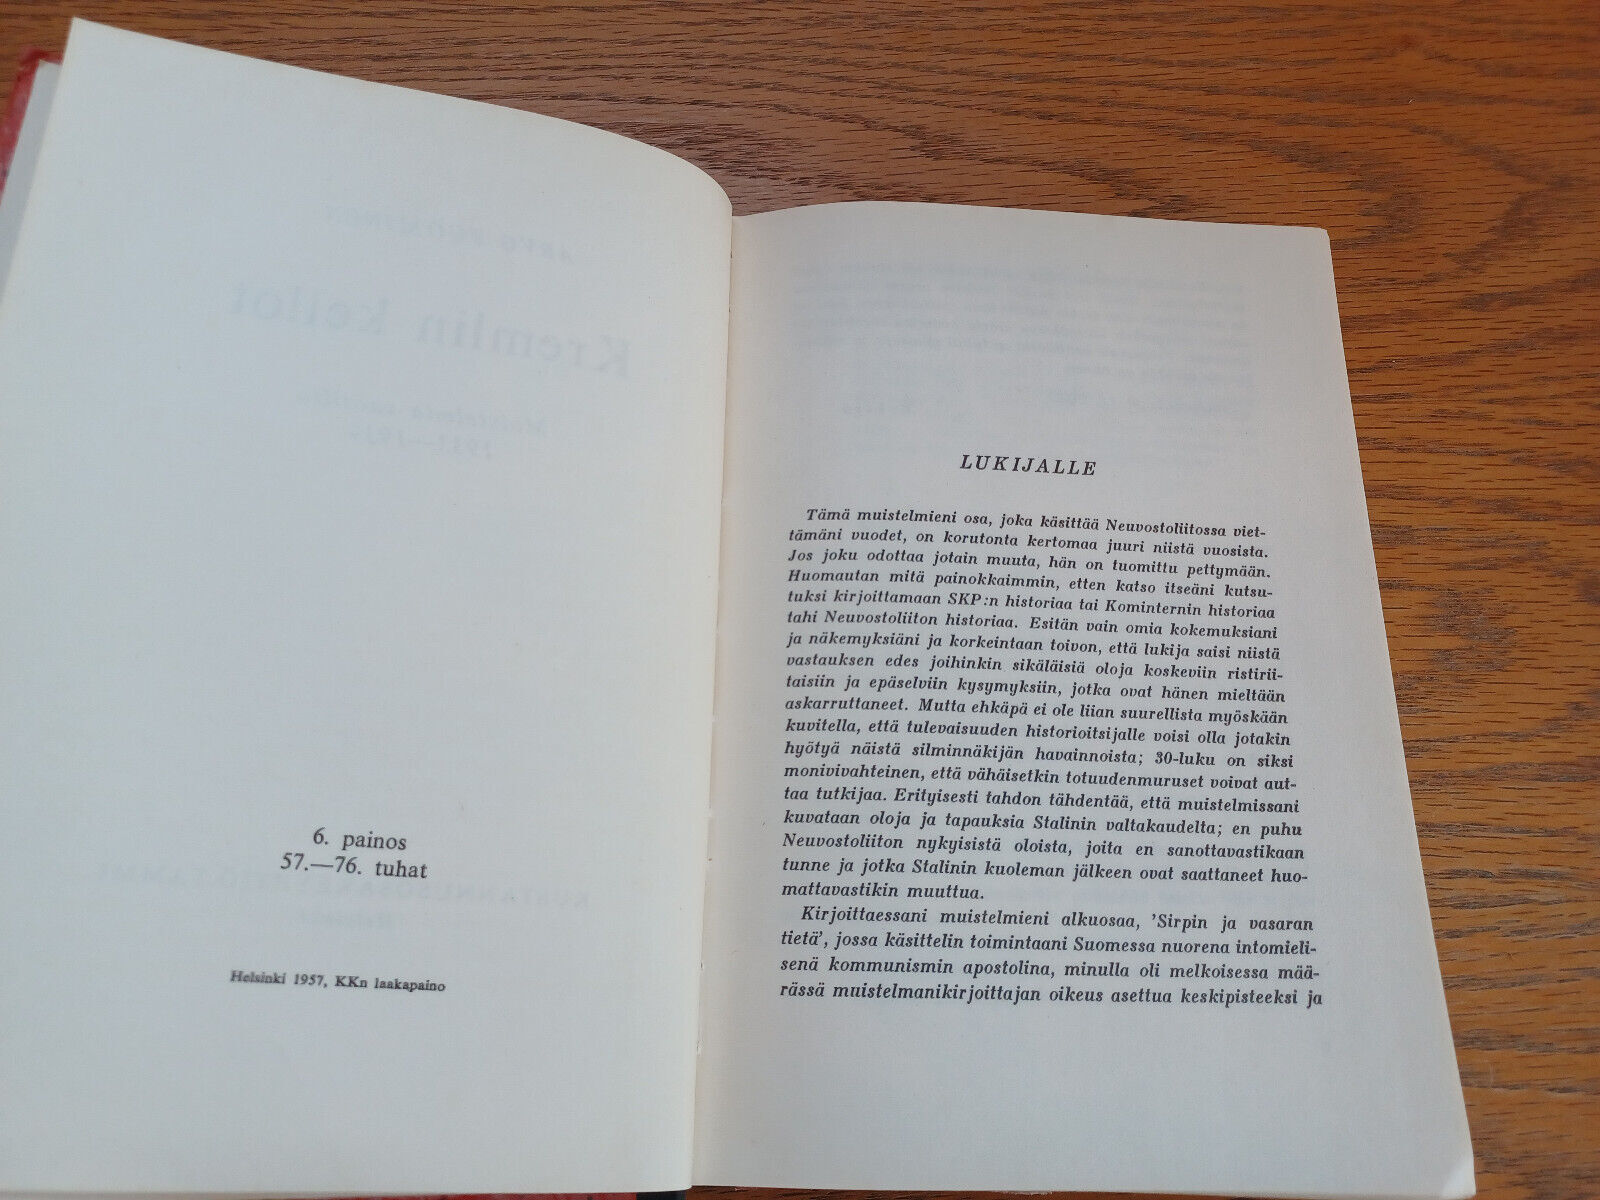 Kremlin kellot
6. painos
57.—76. tuhat
Helsinki 1957, KKn laakapaino
LUKIJALLE
Tämä muistelmieni osa, joka käsittää Neuvostoliitossa viet-
tämäni vuodet, on korutonta kertomaa juuri niistä vuosista.
Jos joku odottaa jotain muuta, hän on tuomittu pettymään.
Huomautan mitä painokkaimmin, etten katso itseäni kutsu-
tuksi kirjoittamaan SKP:n historiaa tai Kominternin historiaa
tahi Neuvostoliiton historiaa. Esitän vain omia kokemuksiani
ja näkemyksiäni ja korkeintaan toivon, että lukija saisi niistä
vastauksen edes joihinkin sikäläisiä oloja koskeviin ristirii-
taisiin ja epäselviin kysymyksiin, jotka ovat hänen mieltään
askarruttaneet. Mutta ehkäpä ei ole liian suurellista myöskään
kuvitella, että tulevaisuuden historioitsijalle voisi olla jotakin
hyötyä näistä silminnäkijän havainnoista; 30-luku on siksi
monivivahteinen, että vähäisetkin totuudenmuruset voivat aut-
taa tutkijaa. Erityisesti tahdon tähdentää, että muistelmissani
kuvataan oloja ja tapauksia Stalinin valtakaudelta; en puhu
Neuvostoliiton nykyisistä oloista, joita en sanottavastikaan
tunne ja jotka Stalinin kuoleman jälkeen ovat saattaneet huo-
mattavastikin muuttua.
Kirjoittaessani muistelmieni alkuosaa, 'Sirpin ja vasaran
tietä', jossa käsittelin toimintaani Suomessa nuorena intomieli-
senä kommunismin apostolina, minulla oli melkoisessa mää-
rässä muistelmanikirjoittajan oikeus asettua keskipisteeksi ja